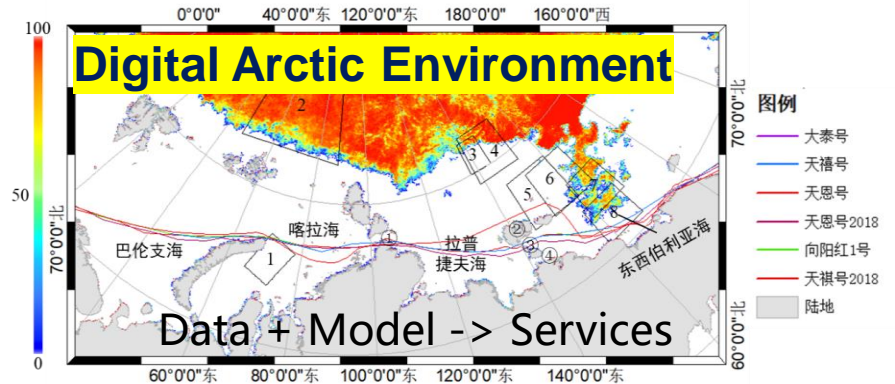 0°0'0" 40°0'0"东 120°0'0"东 180°0'0" 160°0'0"西
100
Digital Arctic Environment
2
图例
70°0'0"北
大泰号
3 4
天禧号
50
5 6 7
天恩号
8
天恩号2018
喀拉海
①
拉普
②
巴伦支海
捷夫海
③
④
东西伯利亚海
向阳红1号
70°0'0"北
1
天祺号2018
陆地
Data + Model -> Services
60°0'0"北
0
60°0'0"东 80°0'0"东 100°0'0"东 120°0'0"东 140°0'0"东